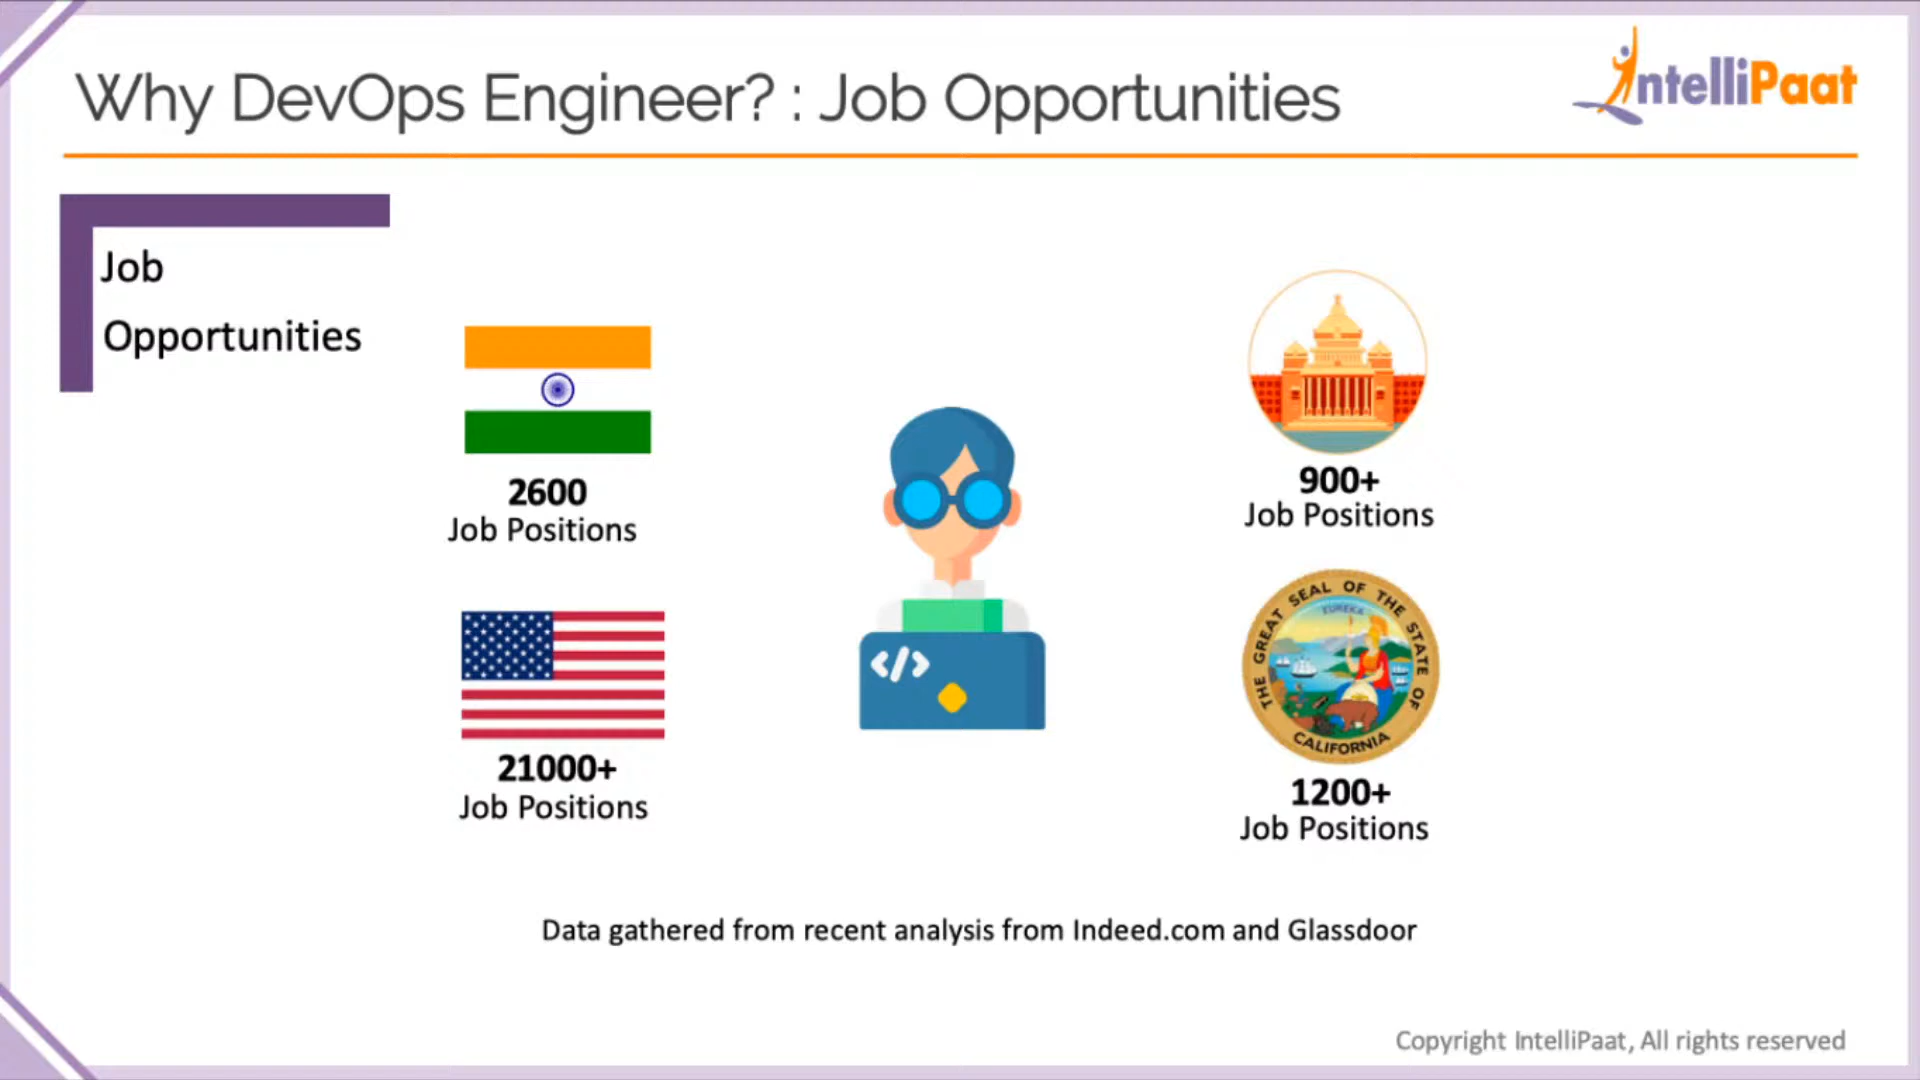 Why DevOps Engineer? : Job Opportunities
IntelliPaat
Job
Opportunities
2600
Job Positions
900+
Job Positions
</>
THE GREAT SEAL OF THE STATE OF
EUREKA
CALIFORNIA
21000+
Job Positions
1200+
Job Positions
Data gathered from recent analysis from Indeed.com and Glassdoor
Copyright IntelliPaat, All rights reserved